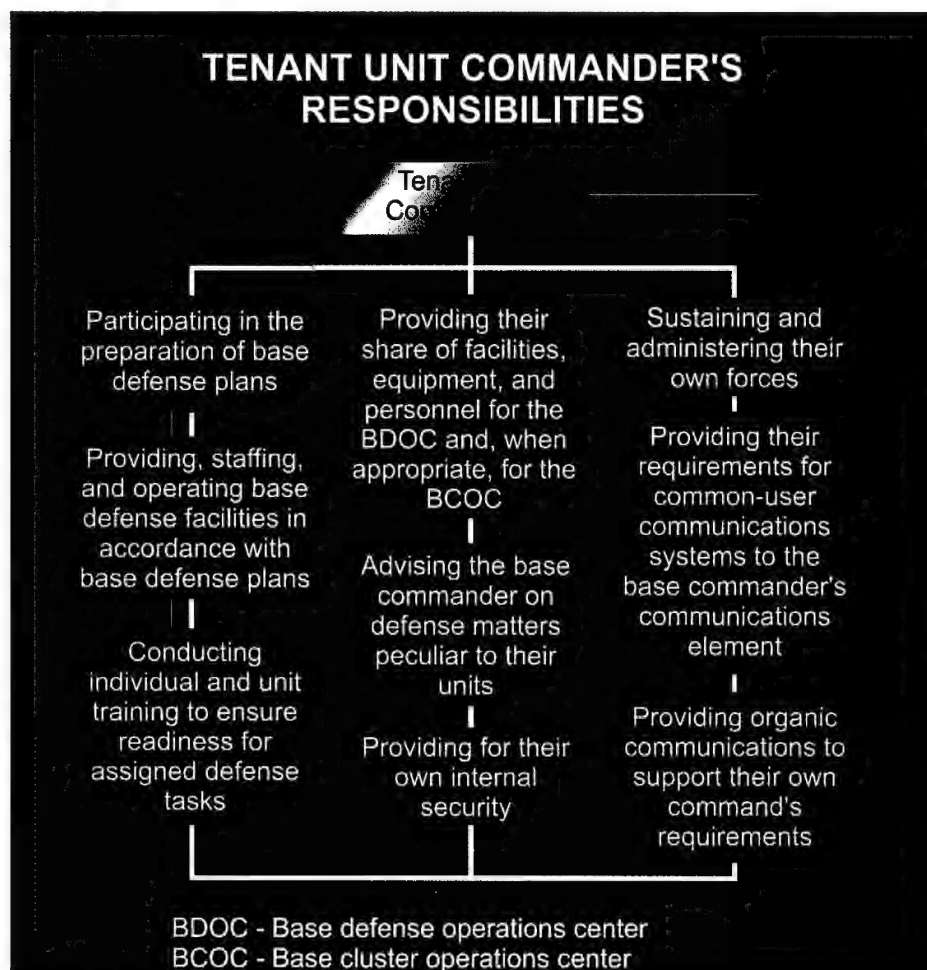 TENANT UNIT COMMANDER'S
RESPONSIBILITIES
Participating in the
preparation of base
defense plans
Providing, staffing,
and operating base
defense facilities in
accordance with
base defense plans
Conducting
individual and unit
training to ensure
readiness for
assigned defense
tasks
Providing their
share of facilities,
equipment, and
personnel for the
BDOC and, when
appropriate, for the
BCOC
Advising the base
commander on
defense matters
peculiar to their
units
Providing for their
own internal
security
Sustaining and
administering their
own forces
Providing their
requirements for
common-user
communications
systems to the
base commander's
communications
element
Providing organic
communications to
support their own
command's
requirements
BDOC - Base defense operations center
BCOC - Base cluster operations center